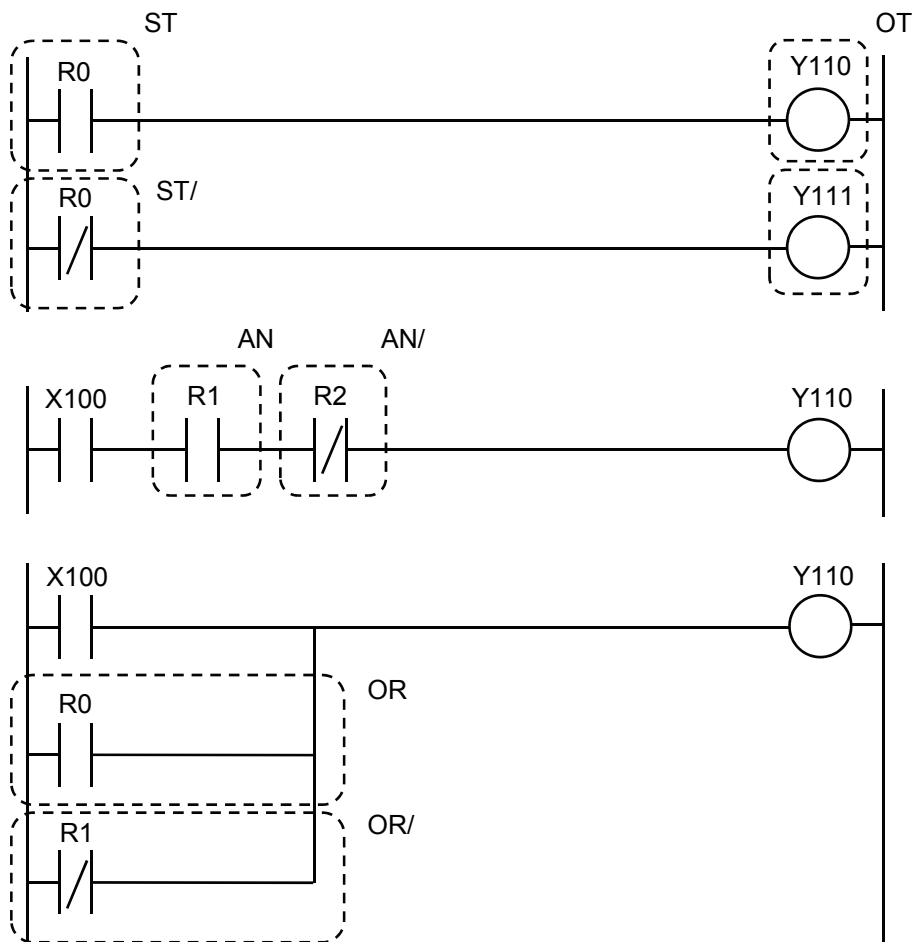 ST OT
R0 Y110
R0 ST/ Y111
AN AN/
X100 R1 R2 Y110
X100 Y110
R0 OR
R1 OR/